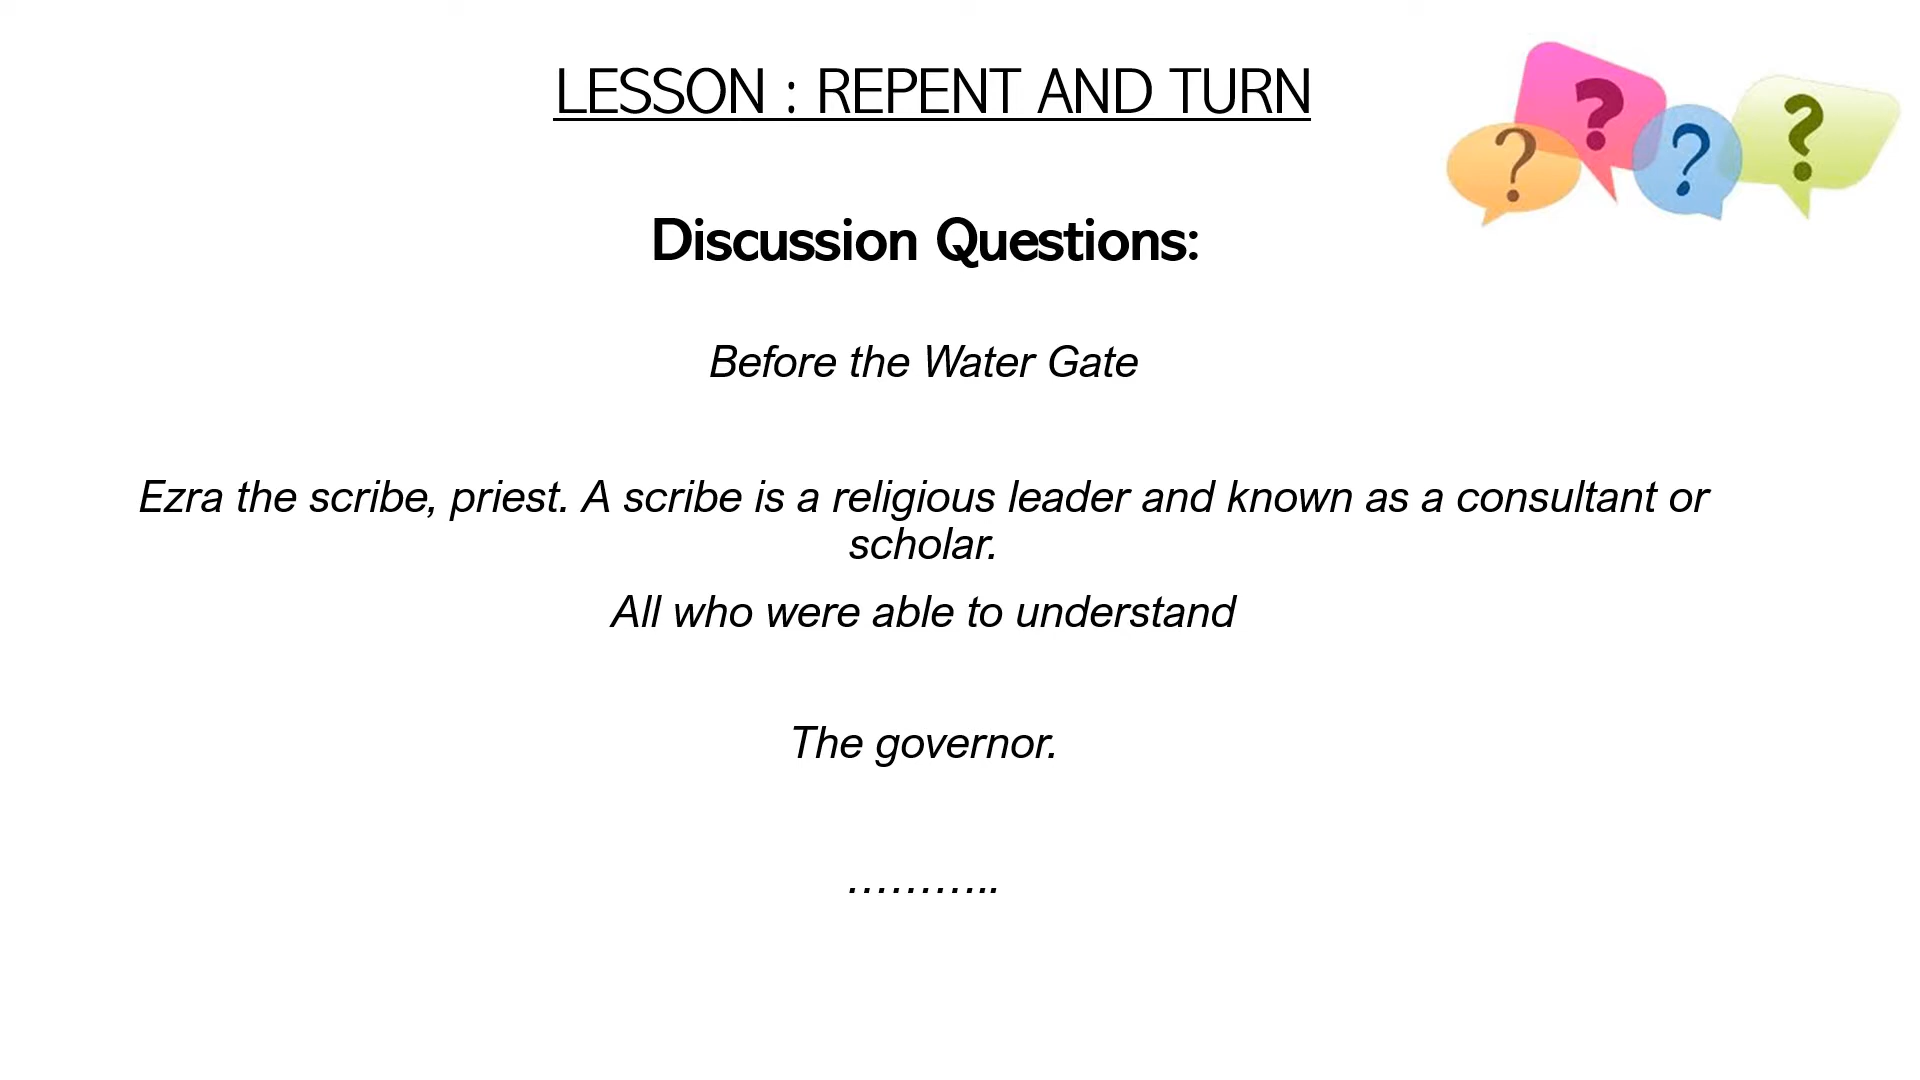 LESSON : REPENT AND TURN
? ? ? ?
Discussion Questions:
Before the Water Gate
Ezra the scribe, priest. A scribe is a religious leader and known as a consultant or
scholar.
All who were able to understand
The governor.
………..